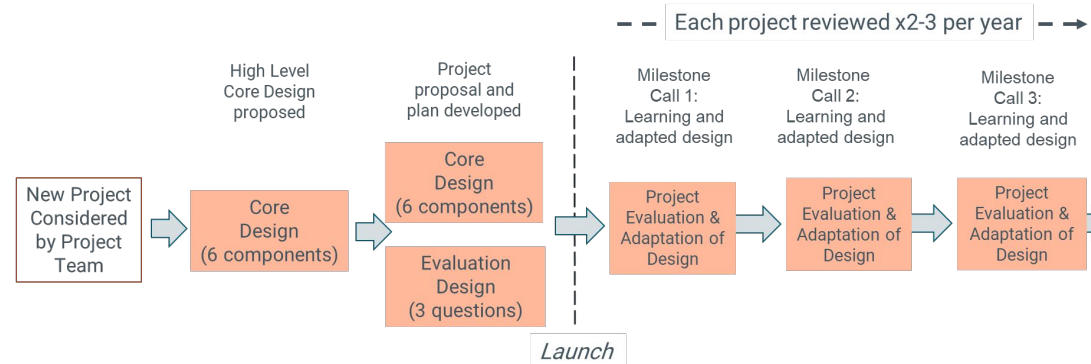 Each project reviewed x2-3 per year
High Level
Core Design
proposed
Project
proposal and
plan developed
Milestone
Call 1:
Learning and
adapted design
Milestone
Call 2:
Learning and
adapted design
Milestone
Call 3:
Learning and
adapted design
New Project
Considered
by Project
Team
Core
Design
(6 components)
Core
Design
(6 components)
Evaluation
Design
(3 questions)
Project
Evaluation &
Adaptation of
Design
Project
Evaluation &
Adaptation of
Design
Project
Evaluation &
Adaptation of
Design
Launch